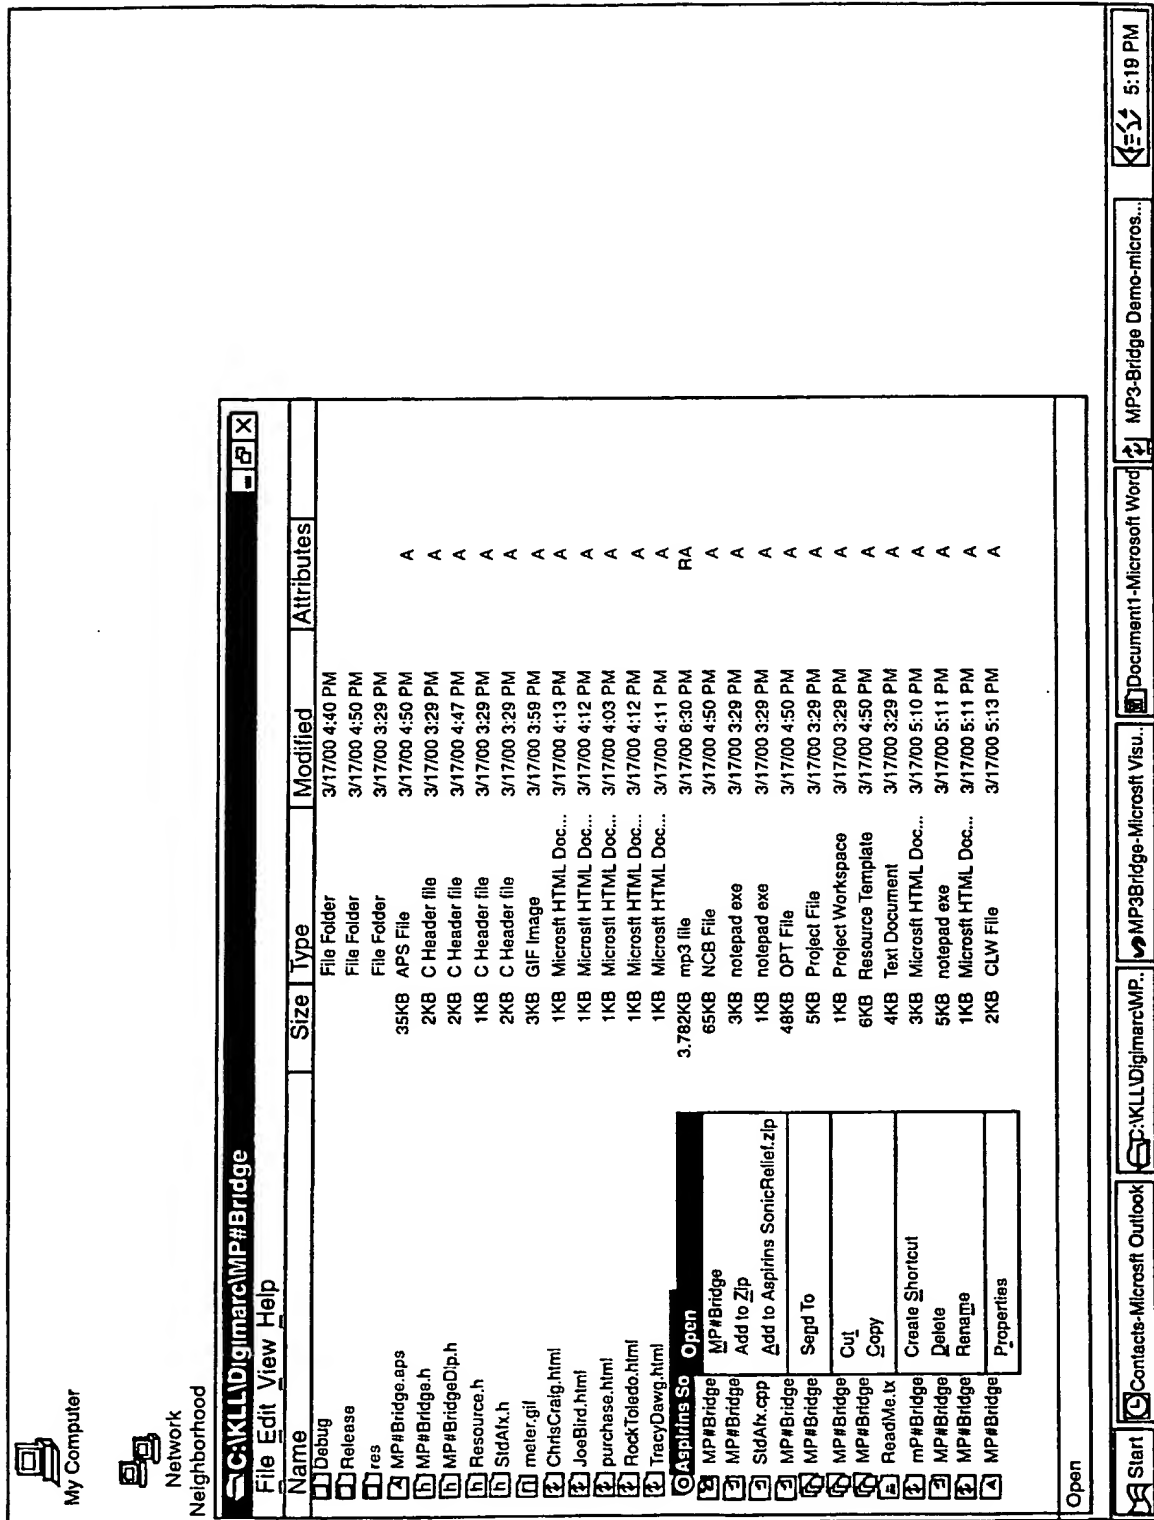 My Computer
Network
Neighborhood
C:\KLL\Digimarc\MP#Bridge
File Edit View Help
Name Size Type Modified Attributes
Debug File Folder 3/17/00 4:40 PM
Release File Folder 3/17/00 4:50 PM
res File Folder 3/17/00 3:29 PM
MP#Bridge.aps 35KB APS File 3/17/00 4:50 PM A
MP#Bridge.h 2KB C Header file 3/17/00 3:29 PM A
MP#BridgeDlp.h 2KB C Header file 3/17/00 4:47 PM A
Resource.h 1KB C Header file 3/17/00 3:29 PM A
StdAfx.h 2KB C Header file 3/17/00 3:29 PM A
meter.gif 3KB GIF Image 3/17/00 3:59 PM A
ChrisCraig.html 1KB Microsft HTML Doc... 3/17/00 4:13 PM A
JoeBird.html 1KB Microsft HTML Doc... 3/17/00 4:12 PM A
purchase.html 1KB Microsft HTML Doc... 3/17/00 4:03 PM A
RockToledo.html 1KB Microsft HTML Doc... 3/17/00 4:12 PM A
TracyDawg.html 1KB Microsft HTML Doc... 3/17/00 4:11 PM A
Aspirins So Open 3.782KB mp3 file 3/17/00 6:30 PM RA
MP#Bridge MP#Bridge 65KB NCB File 3/17/00 4:50 PM A
MP#Bridge Add to Zip 3KB notepad exe 3/17/00 3:29 PM A
StdAfx.cpp Add to Aspirins SonicRelief.zip 1KB notepad exe 3/17/00 3:29 PM A
MP#Bridge 48KB OPT File 3/17/00 4:50 PM A
MP#Bridge Send To 5KB Project File 3/17/00 3:29 PM A
MP#Bridge Cut 1KB Project Workspace 3/17/00 3:29 PM A
MP#Bridge Copy 6KB Resource Template 3/17/00 4:50 PM A
ReadMe.tx 4KB Text Document 3/17/00 3:29 PM A
mP#Bridge Create Shortcut 3KB Microsft HTML Doc... 3/17/00 5:10 PM A
MP#Bridge Delete 5KB notepad exe 3/17/00 5:11 PM A
MP#Bridge Rename 1KB Microsft HTML Doc... 3/17/00 5:11 PM A
MP#Bridge Properties 2KB CLW File 3/17/00 5:13 PM A
Open
Start Contacts-Microsft Outlook C:\KLL\Digimarc\MP.. MP3Bridge-Microsft Visu.. Document1-Microsoft Word MP3-Bridge Demo-micros... 5:19 PM